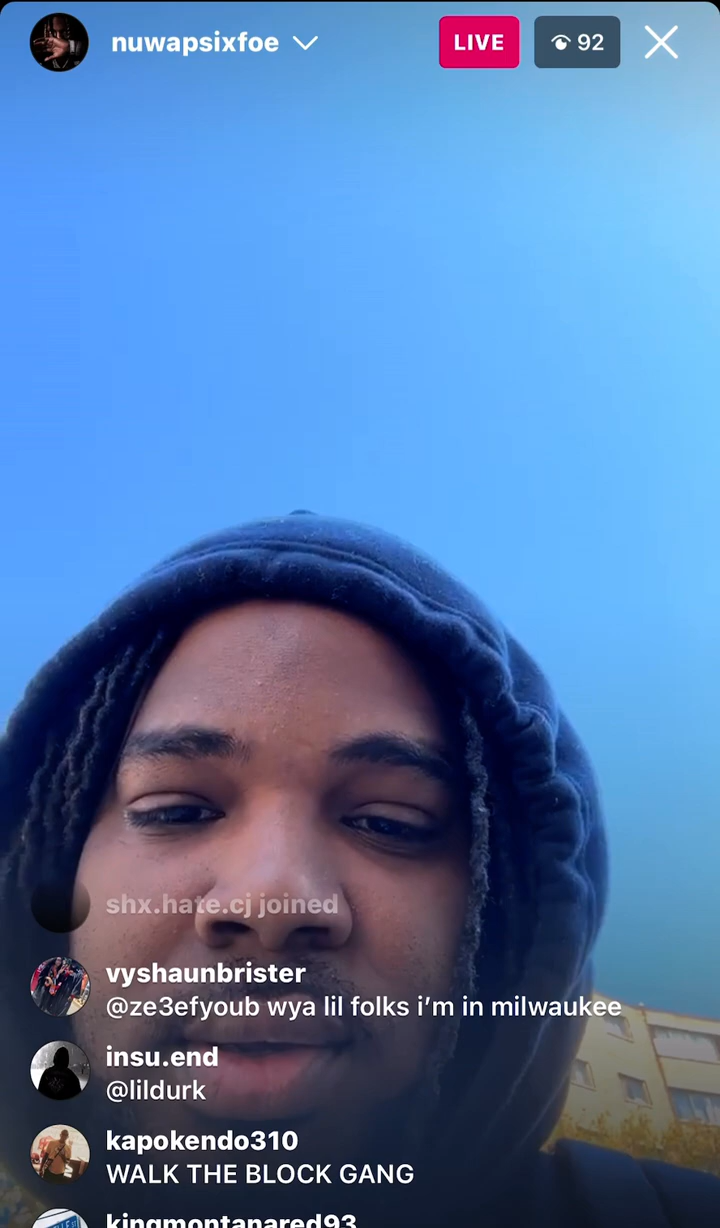 nuwapsixfoe
LIVE
92
shx.hate.cj joined
vyshaunbrister
@ze3efyoub wya lil folks i’m in milwaukee
insu.end
@lildurk
kapokendo310
WALK THE BLOCK GANG
kingmontanared93